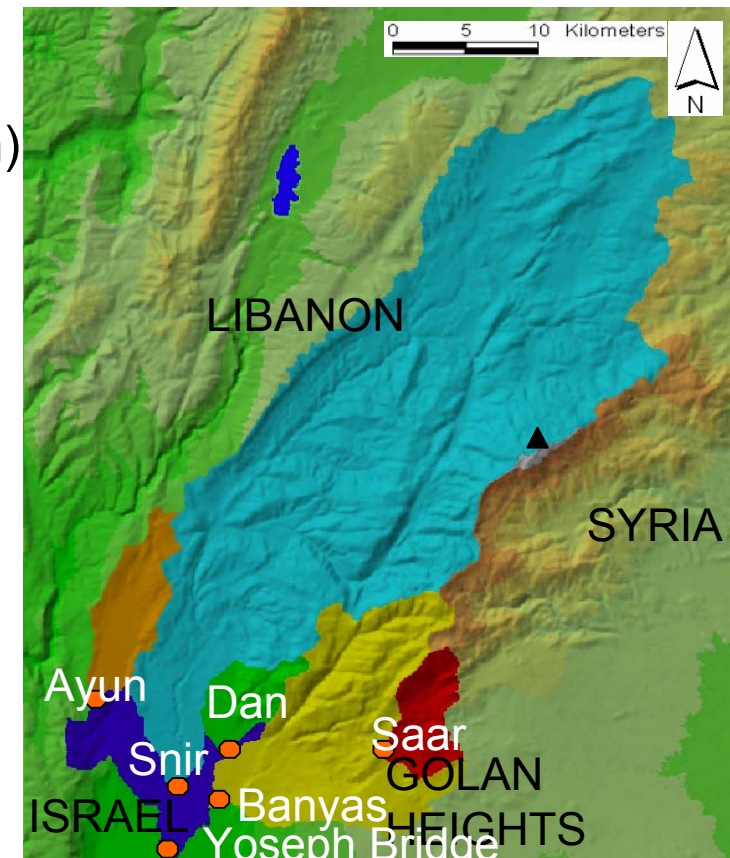 0 5 10 Kilometers
N
)
LIBANON
SYRIA
Ayun
Dan
Saar
Snir
GOLAN
HEIGHTS
Banyas
ISRAEL
Yoseph Bridge